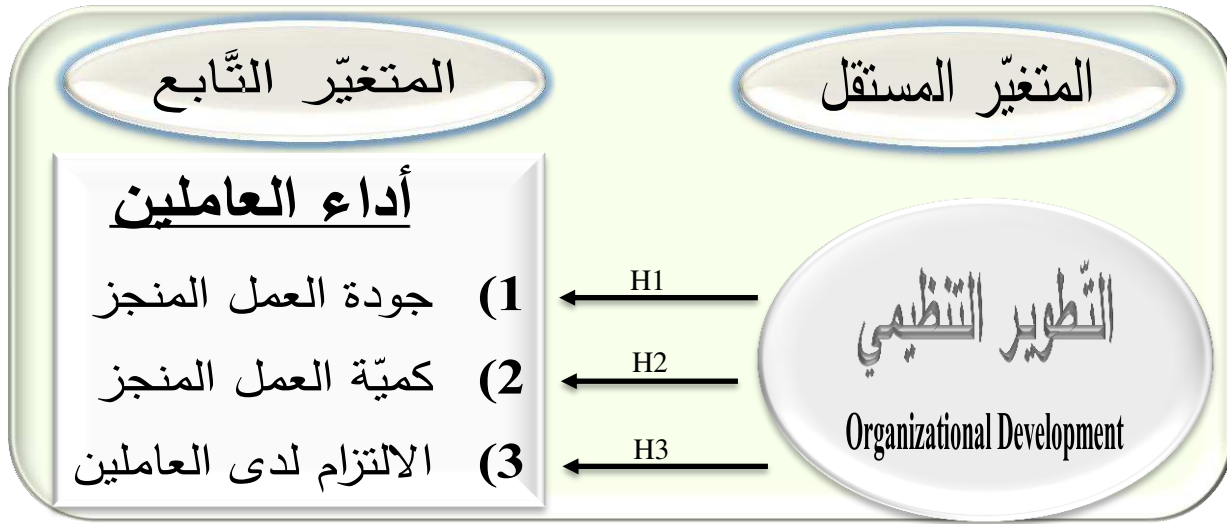 المتغيّر المستقل
المتغيّر التَّابع
التّطوير التنظيمي
Organizational Development
H1
H2
H3
أداء العاملين
1) جودة العمل المنجز
2) كميّة العمل المنجز
3) الالتزام لدى العاملين